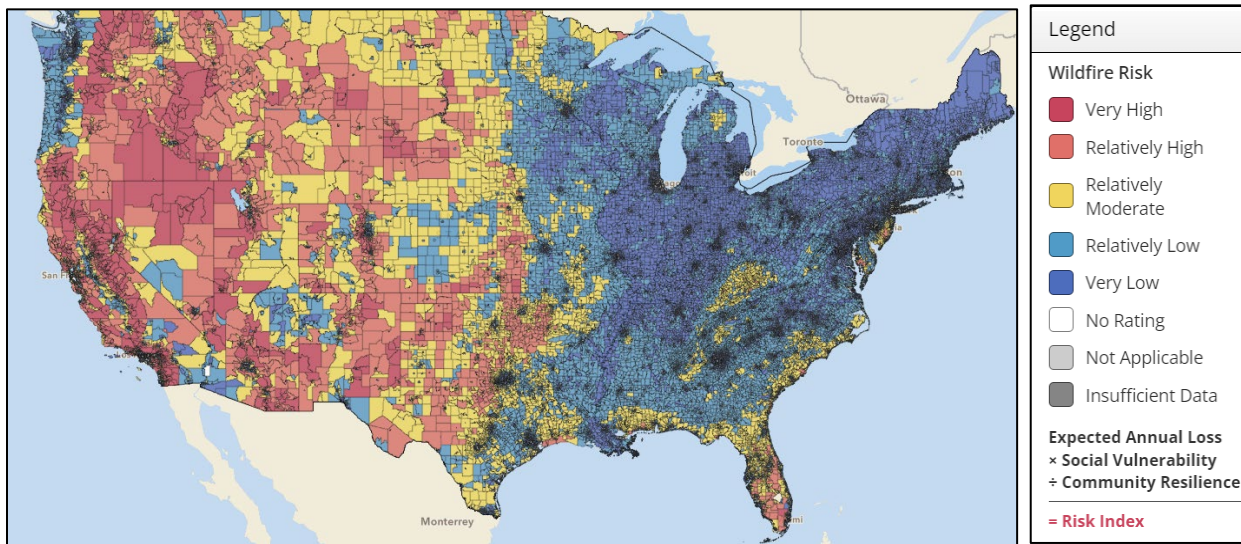 Ottawa
Toronto
San F
Monterrey
Legend
Wildfire Risk
Very High
Relatively High
Relatively
Moderate
Relatively Low
Very Low
No Rating
Not Applicable
Insufficient Data
Expected Annual Loss
× Social Vulnerability
÷ Community Resilience
= Risk Index